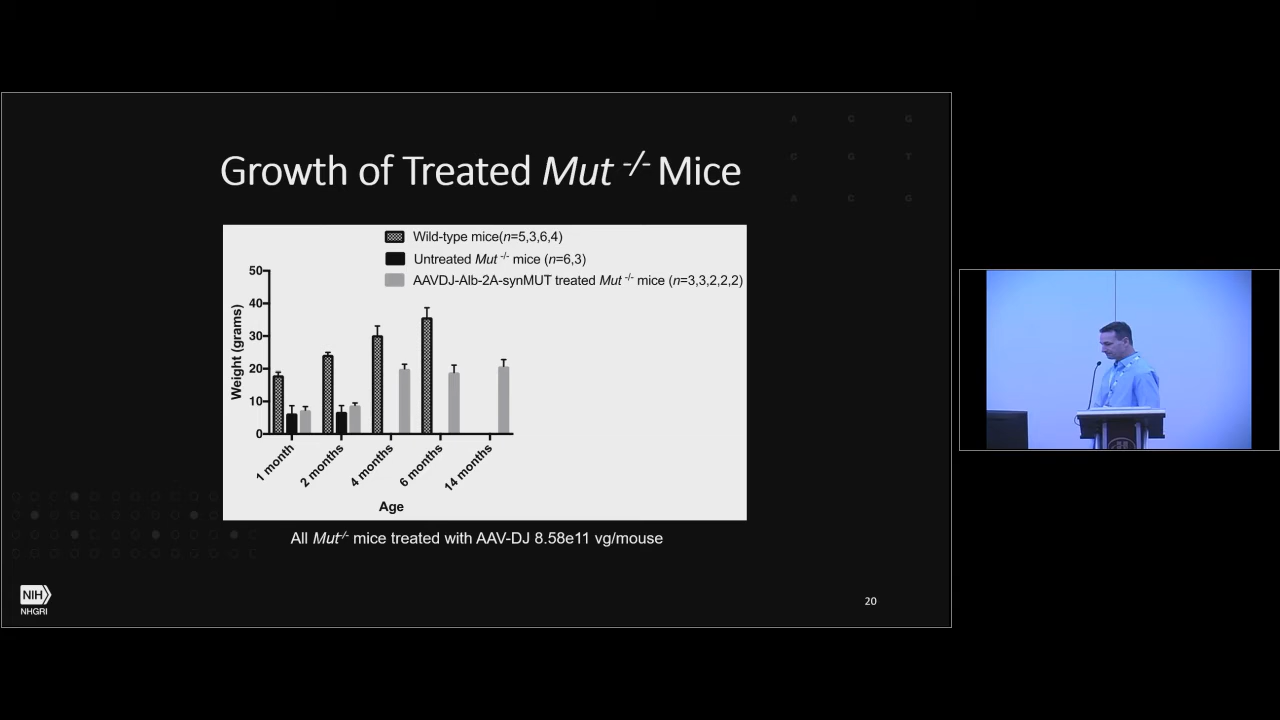 A C G
G T
A C G
Growth of Treated Mut -/- Mice
Wild-type mice(n=5,3,6,4)
Untreated Mut -/- mice (n=6,3)
AAVDJ-Alb-2A-synMUT treated Mut -/- mice (n=3,3,2,2,2)
Weight (grams)
50
40
30
20
10
0
1 month
2 months
4 months
6 months
14 months
Age
All Mut-/- mice treated with AAV-DJ 8.58e11 vg/mouse
NIH
NHGRI
20